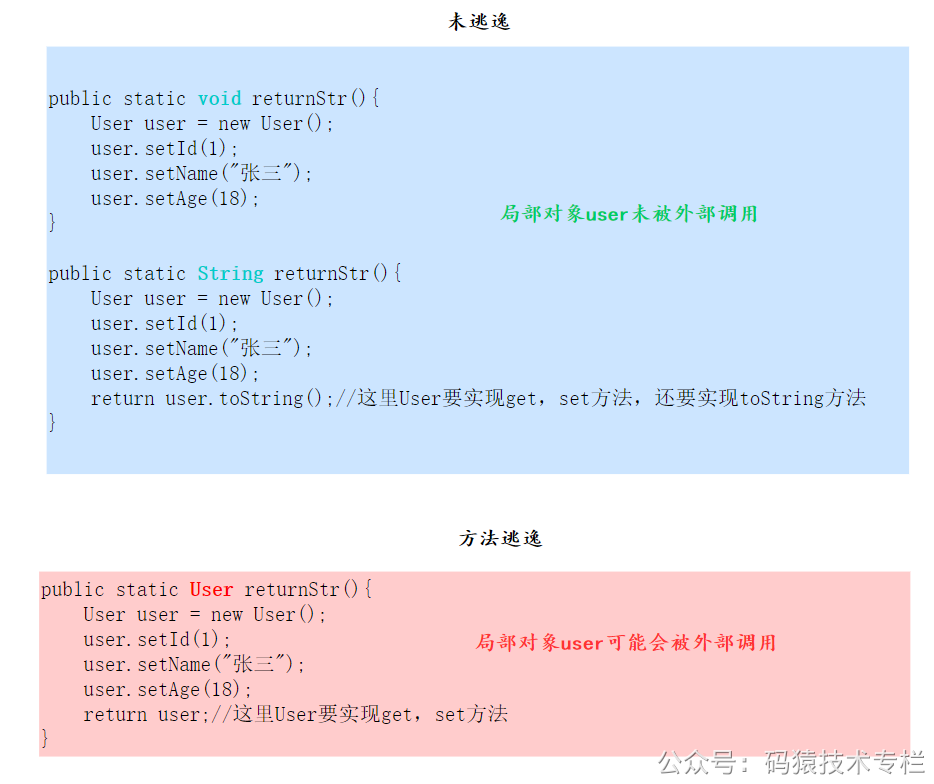 未逃逸
public static void returnStr(){
    User user = new User();
    user.setId(1);
    user.setName("张三");
    user.setAge(18);
局部对象user未被外部调用
}
public static String returnStr(){
    User user = new User();
    user.setId(1);
    user.setName("张三");
    user.setAge(18);
    return user.toString();//这里User要实现get，set方法，还要实现toString方法
}
方法逃逸
public static User returnStr(){
    User user = new User();
    user.setId(1);
局部对象user可能会被外部调用
    user.setName("张三");
    user.setAge(18);
    return user;//这里User要实现get，set方法
}
公众号：码猿技术专栏